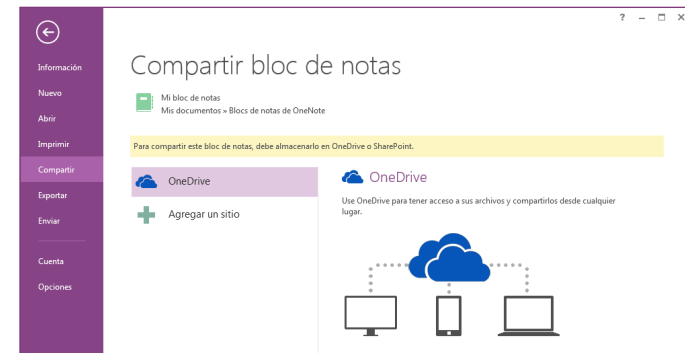 ?
Información
Nuevo
Abrir
Imprimir
Compartir
Exportar
Enviar
Cuenta
Opciones
Compartir bloc de notas
Mi bloc de notas
Mis documentos » Blocs de notas de OneNote
Para compartir este bloc de notas, debe almacenarlo en OneDrive o SharePoint.
OneDrive
Agregar un sitio
OneDrive
Use OneDrive para tener acceso a sus archivos y compartirlos desde cualquier
lugar.